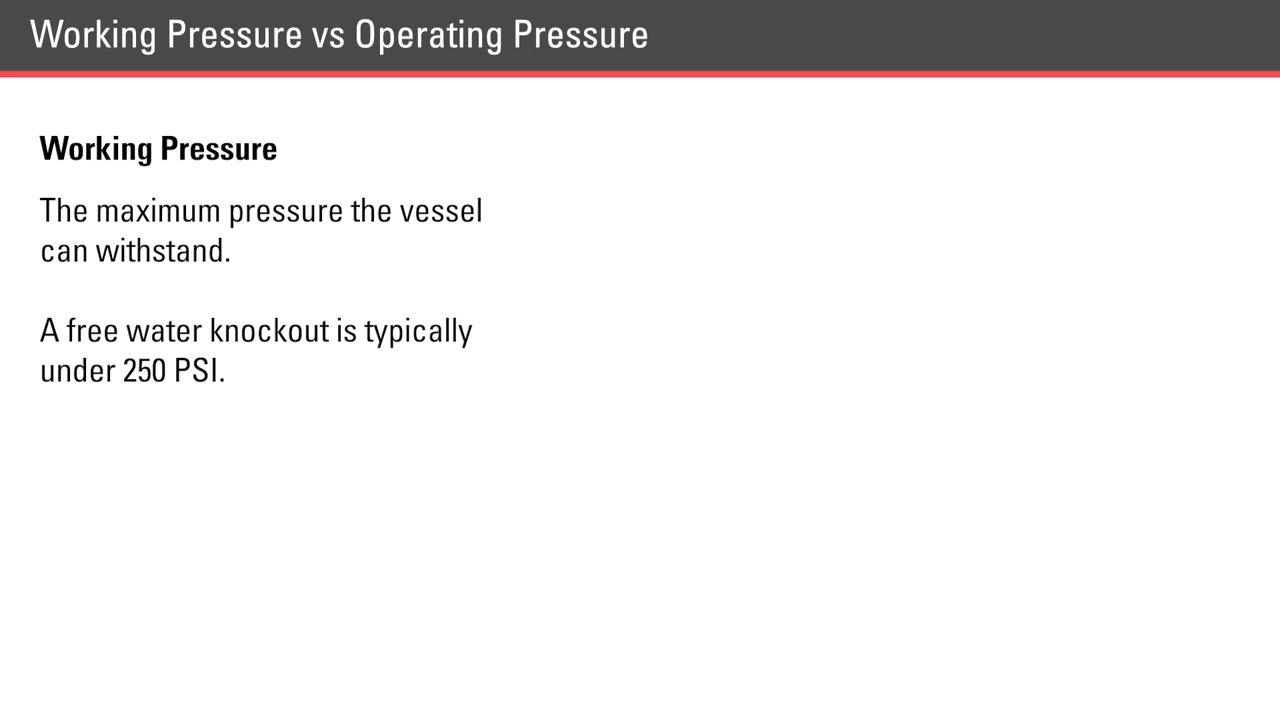 Working Pressure vs Operating Pressure
Working Pressure
The maximum pressure the vessel
can withstand.
A free water knockout is typically
under 250 PSI.